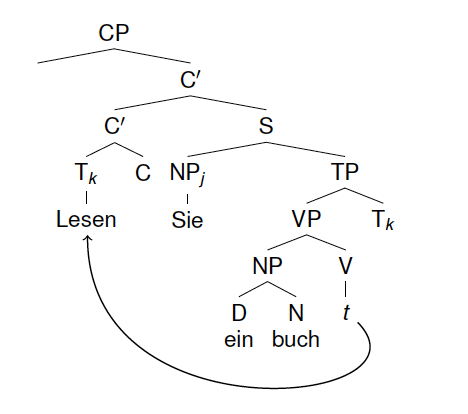 CP
C′
C′ S
T_k C NP_j TP
Lesen Sie VP T_k
NP V
D N t
ein buch